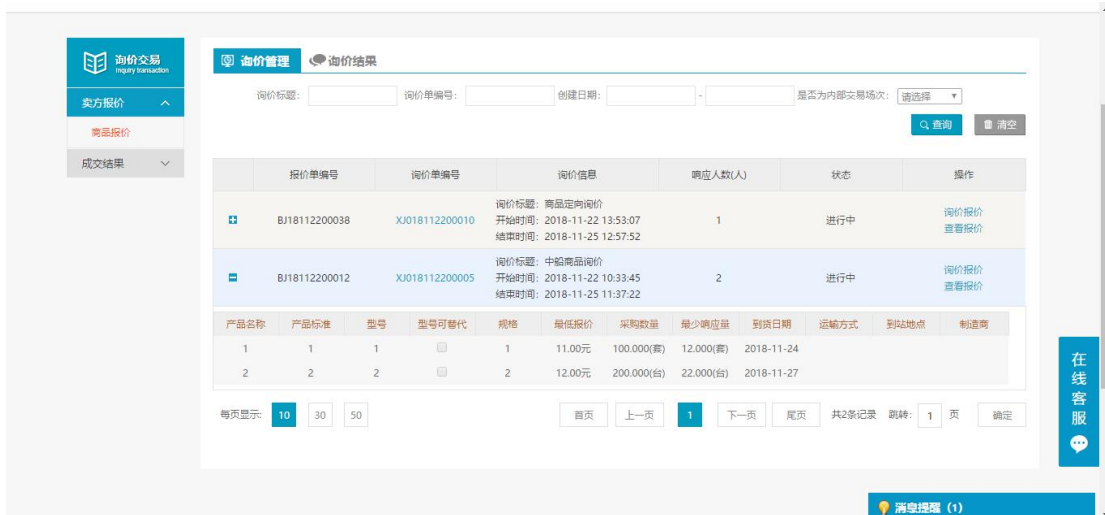 询价交易
inquiry transaction
卖方报价
商品报价
成交结果
询价管理 询价结果
询价标题: 询价单编号: 创建日期: - 是否为内部交易场次: 请选择
查询 清空
报价单编号 询价单编号 询价信息 响应人数(人) 状态 操作
询价标题: 商品定向询价
BJ18112200038 XJ018112200010 开始时间: 2018-11-22 13:53:07 1 进行中 询价报价
结束时间: 2018-11-25 12:57:52 查看报价
询价标题: 中船商品询价
BJ18112200012 XJ018112200005 开始时间: 2018-11-22 10:33:45 2 进行中 询价报价
结束时间: 2018-11-25 11:37:22 查看报价
产品名称 产品标准 型号 型号可替代 规格 最低报价 采购数量 最少响应量 到货日期 运输方式 到站地点 制造商
1 1 1 1 11.00元 100.000(套) 12.000(套) 2018-11-24
2 2 2 2 12.00元 200.000(台) 22.000(台) 2018-11-27
每页显示: 10 30 50 首页 上一页 1 下一页 尾页 共2条记录 跳转: 1 页 确定
在线客服
消息提醒（1）